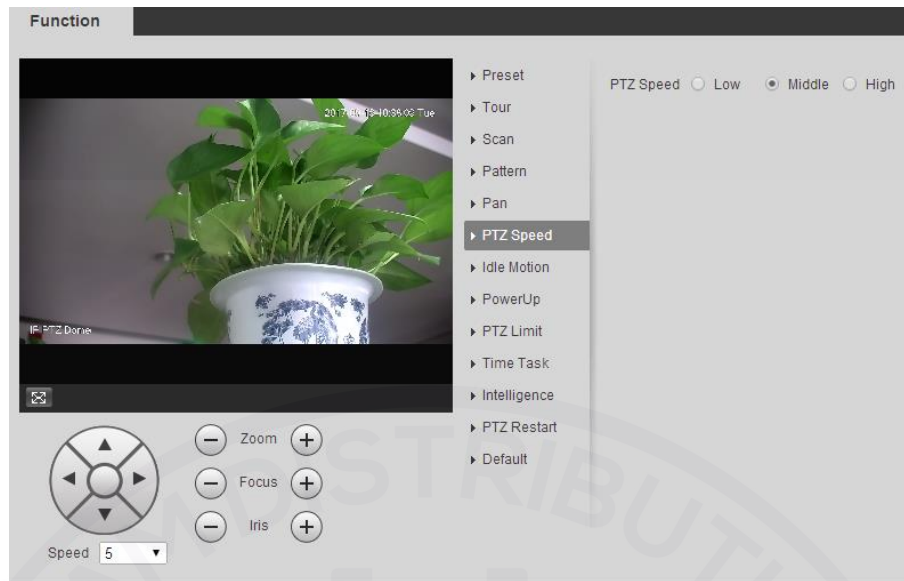 Function
Tue
IP PTZ Dome
Preset
Tour
Scan
Pattern
Pan
PTZ Speed
Idle Motion
PowerUp
PTZ Limit
Time Task
Intelligence
PTZ Restart
Default
PTZ Speed Low Middle High
Zoom
Focus
Iris
Speed 5